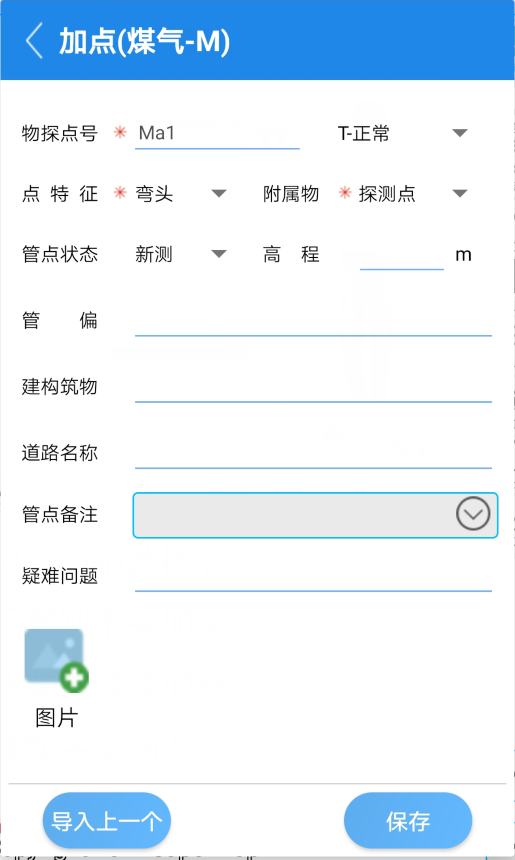 加点(煤气-M)
物探点号 * Ma1 T-正常
点特征 * 弯头 附属物 * 探测点
管点状态 新测 高程 m
管偏
建构筑物
道路名称
管点备注
疑难问题
图片
导入上一个 保存